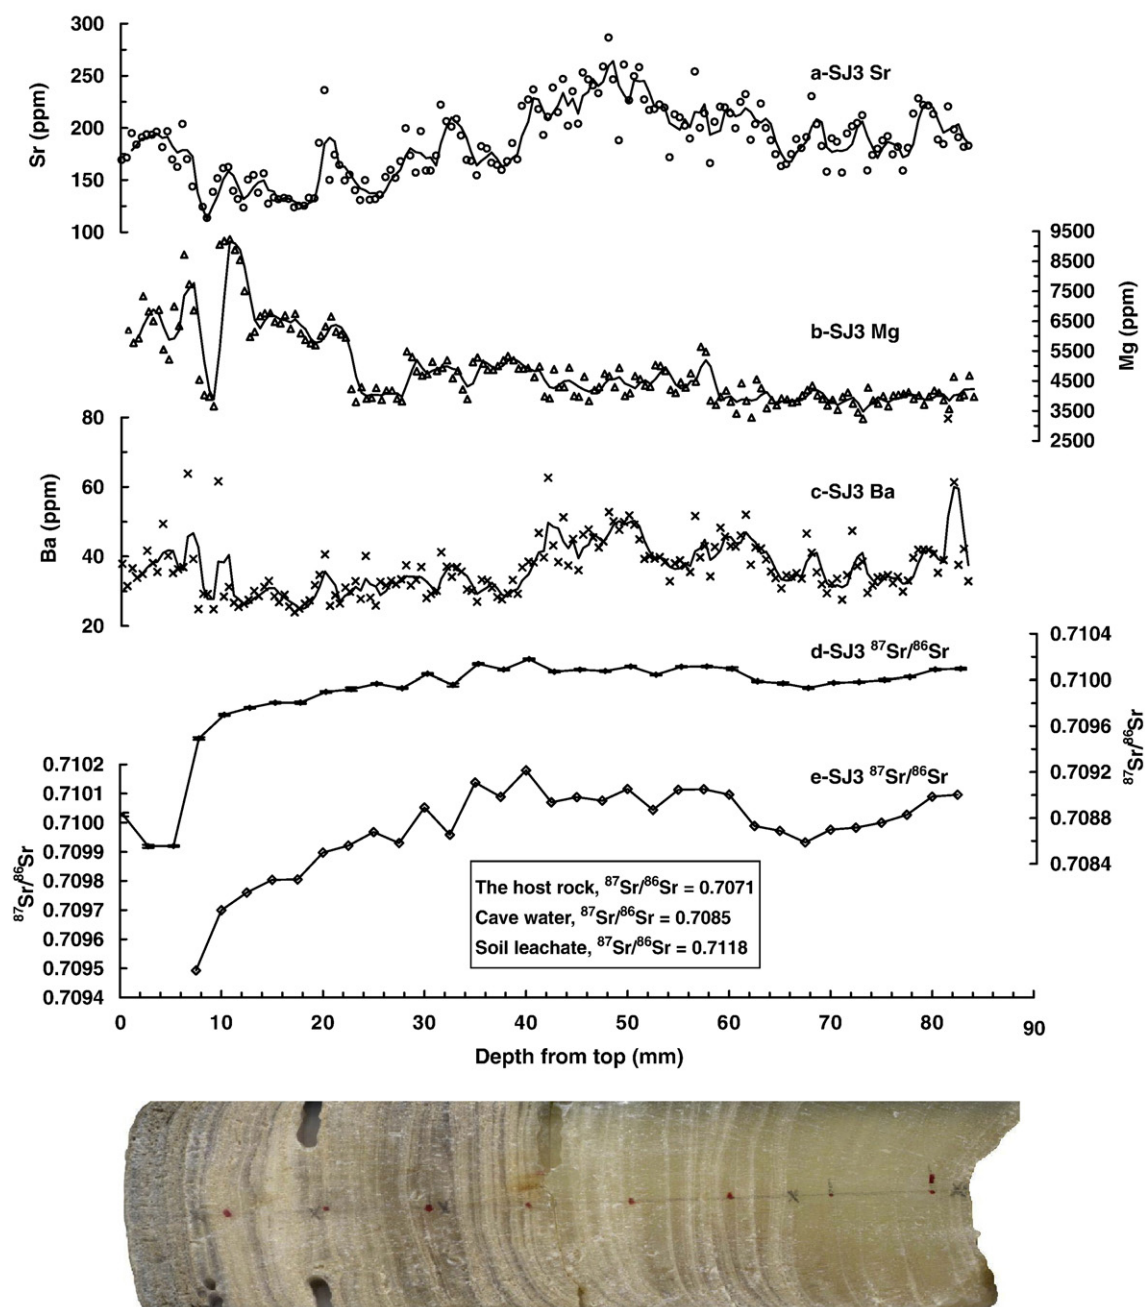 300
250
200
150
100
Sr (ppm)
a-SJ3 Sr
9500
8500
7500
6500
5500
4500
3500
2500
Mg (ppm)
b-SJ3 Mg
80
60
40
20
Ba (ppm)
c-SJ3 Ba
0.7104
0.7100
0.7096
0.7092
0.7088
0.7084
⁸⁷Sr/⁸⁶Sr
d-SJ3 ⁸⁷Sr/⁸⁶Sr
0.7102
0.7101
0.7100
0.7099
0.7098
0.7097
0.7096
0.7095
0.7094
⁸⁷Sr/⁸⁶Sr
e-SJ3 ⁸⁷Sr/⁸⁶Sr
The host rock, ⁸⁷Sr/⁸⁶Sr = 0.7071
Cave water, ⁸⁷Sr/⁸⁶Sr = 0.7085
Soil leachate, ⁸⁷Sr/⁸⁶Sr = 0.7118
0 10 20 30 40 50 60 70 80 90
Depth from top (mm)